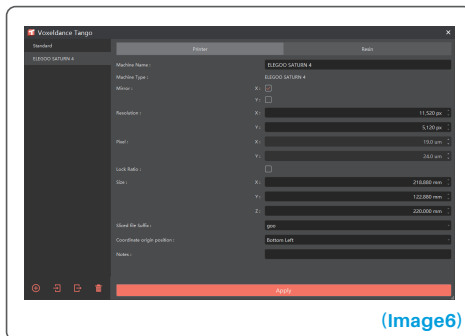 Voxeldance Tango
Standard
Printer
Resin
ELEGOO SATURN 4
Machine Name :
ELEGOO SATURN 4
Machine Type :
ELEGOO SATURN 4
Mirror :
X :
Y :
Resolution :
X :
11,520 px
Y :
5,120 px
Pixel :
X :
19.0 um
Y :
24.0 um
Lock Ratio :
Size :
X :
218.880 mm
Y :
122.880 mm
Z :
220.000 mm
Sliced File Suffix :
goo
Coordinate origin position :
Bottom Left
Notes :
Apply
(Image6)